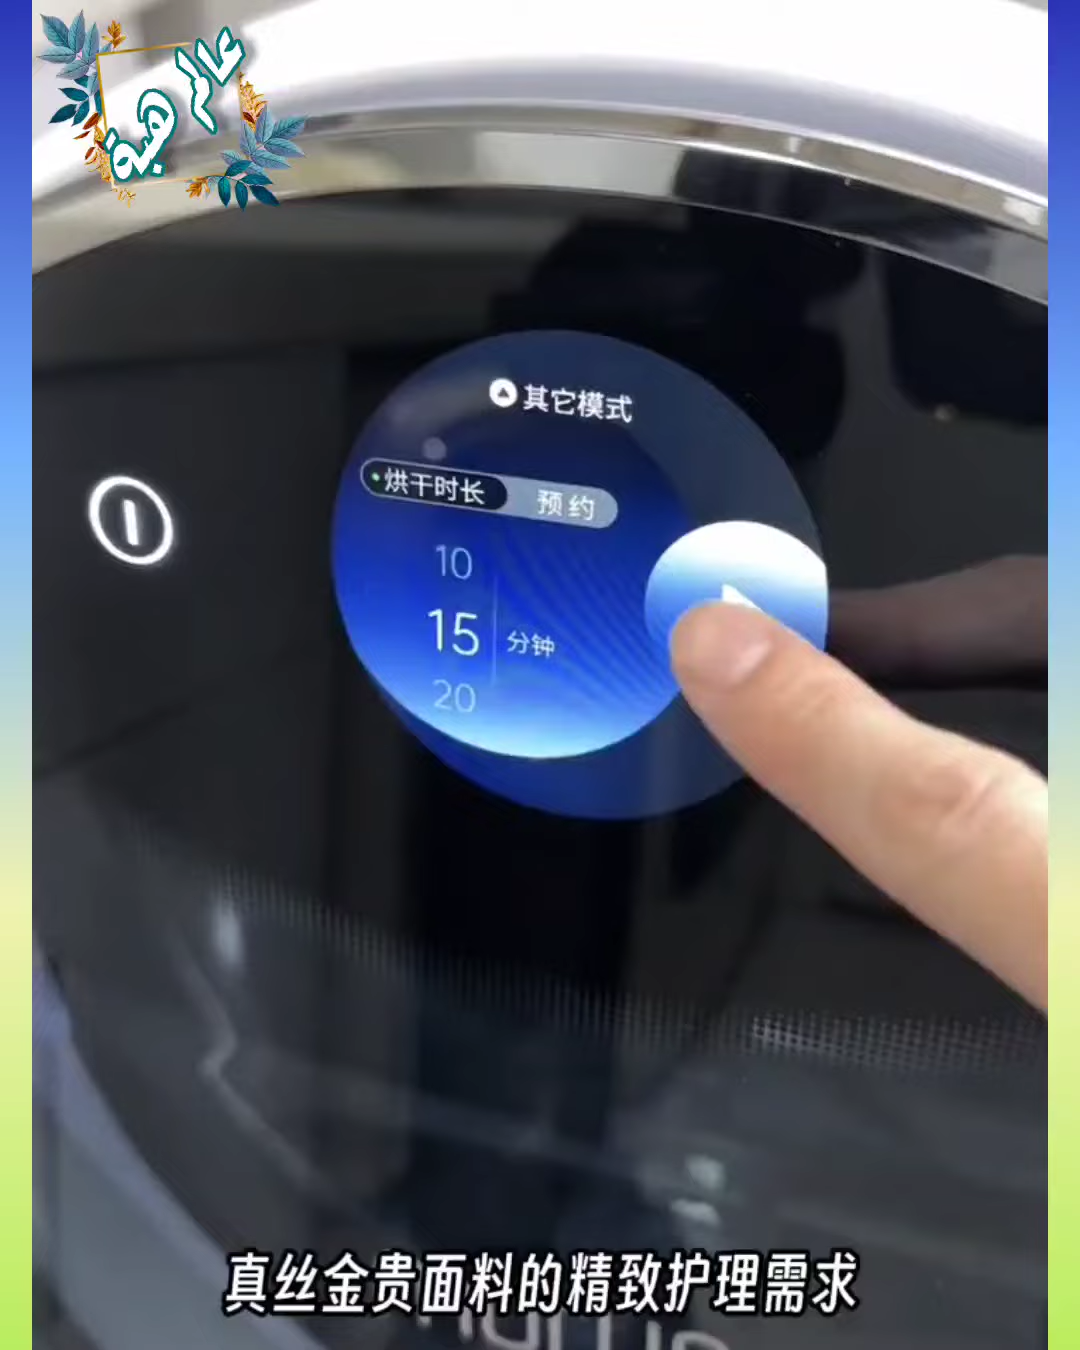 عالم هبة
其它模式
烘干时长 预约
10
15 分钟
20
真丝金贵面料的精致护理需求